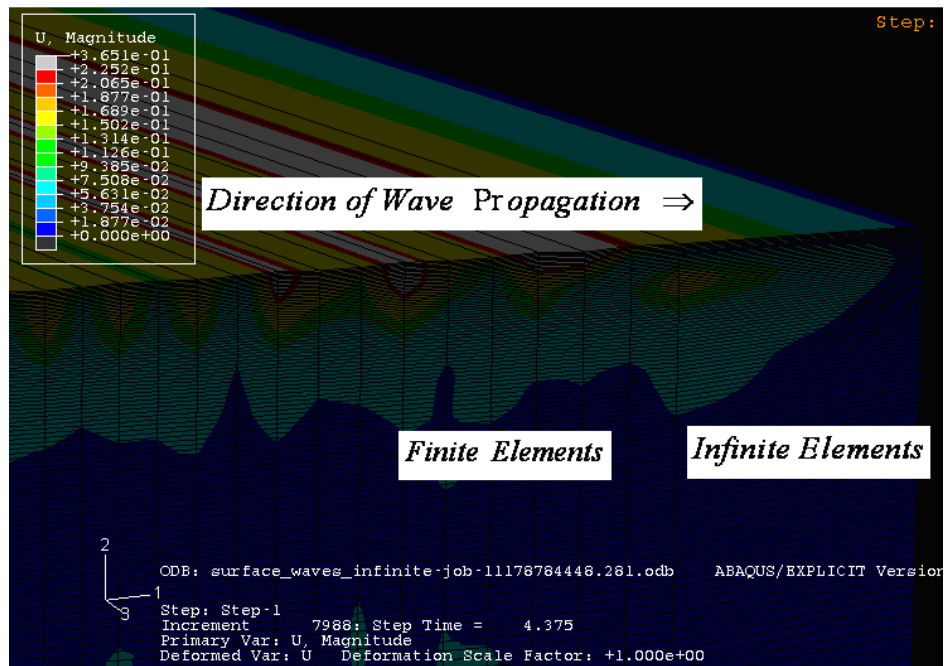 Step:
U, Magnitude
+3.651e-01
+2.252e-01
+2.065e-01
+1.877e-01
+1.689e-01
+1.502e-01
+1.314e-01
+1.126e-01
+9.385e-02
+7.508e-02
+5.631e-02
+3.754e-02
+1.877e-02
+0.000e+00
Direction of Wave Propagation ⇒
Finite Elements
Infinite Elements
2
1
3
ODB: surface_waves_infinite-job-11178784448.281.odb ABAQUS/EXPLICIT Version
Step: Step-1
Increment 7988: Step Time = 4.375
Primary Var: U, Magnitude
Deformed Var: U Deformation Scale Factor: +1.000e+00